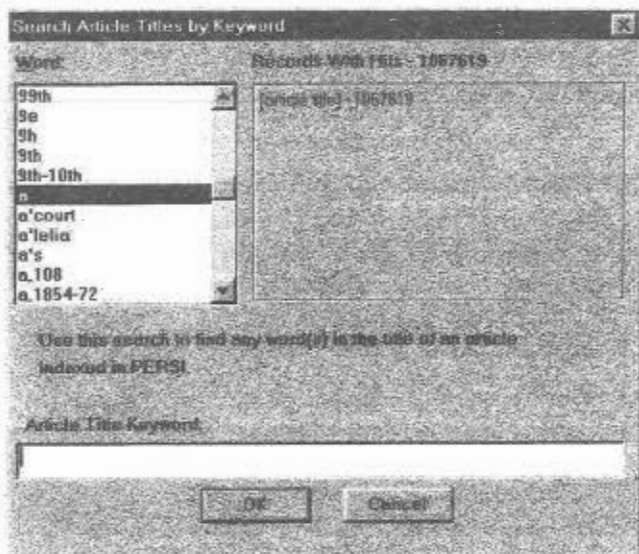 Search Article Titles by Keyword
Word:
Records With Hits - 1067619
99th
9e
9h
9th
9th-10th
a
a'court
a'lelia
a's
a.108
a.1854-72
[article title] - 1067619
Use this search to find any word(s) in the title of an article
indexed in PERSI.
Article Title Keyword:
OK
Cancel